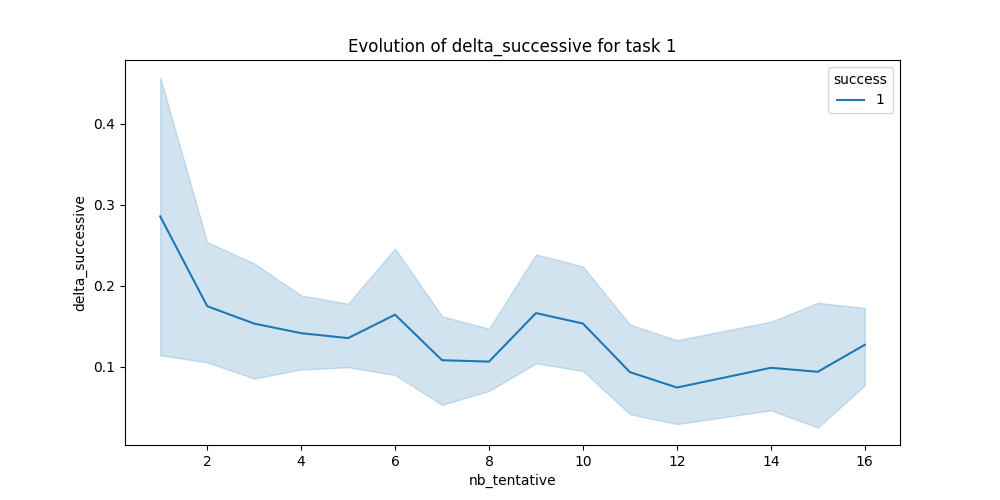 Evolution of delta_successive for task 1
success
1
delta_successive
0.4
0.3
0.2
0.1
2 4 6 8 10 12 14 16
nb_tentative